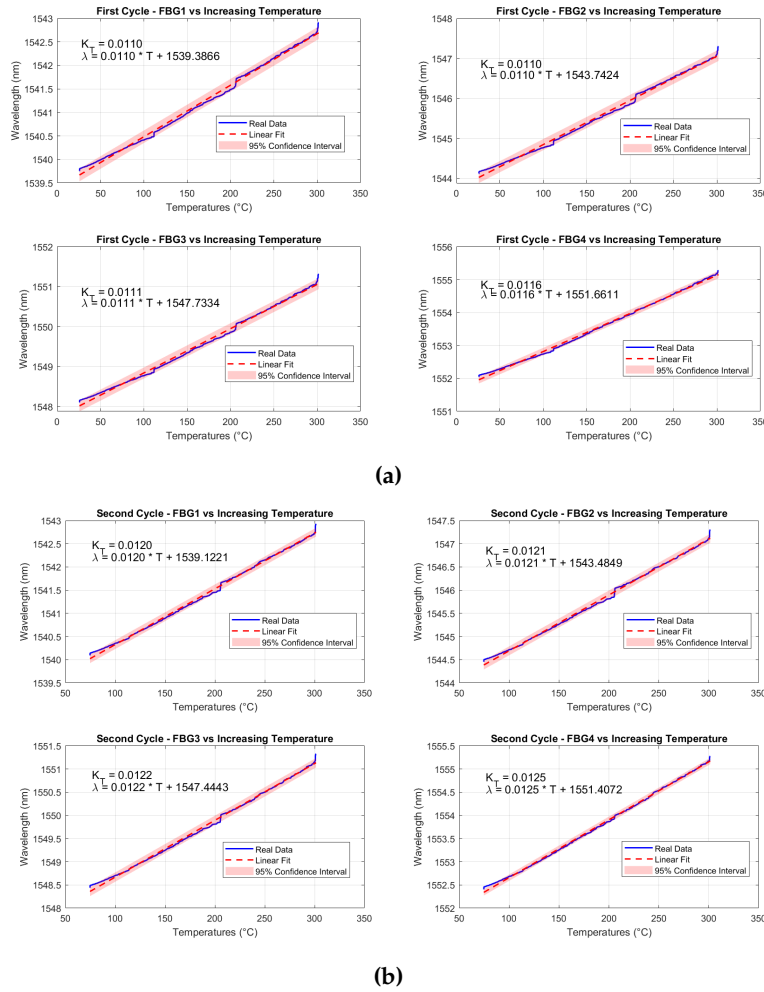 First Cycle - FBG1 vs Increasing Temperature
1543
1542.5
1542
1541.5
1541
1540.5
1540
1539.5
Wavelength (nm)
K_T = 0.0110
λ = 0.0110 * T + 1539.3866
Real Data
Linear Fit
95% Confidence Interval
0 50 100 150 200 250 300 350
Temperatures (°C)
First Cycle - FBG2 vs Increasing Temperature
1548
1547
1546
1545
1544
Wavelength (nm)
K_T = 0.0110
λ = 0.0110 * T + 1543.7424
Real Data
Linear Fit
95% Confidence Interval
0 50 100 150 200 250 300 350
Temperatures (°C)
First Cycle - FBG3 vs Increasing Temperature
1552
1551
1550
1549
1548
Wavelength (nm)
K_T = 0.0111
λ = 0.0111 * T + 1547.7334
Real Data
Linear Fit
95% Confidence Interval
0 50 100 150 200 250 300 350
Temperatures (°C)
First Cycle - FBG4 vs Increasing Temperature
1556
1555
1554
1553
1552
1551
Wavelength (nm)
K_T = 0.0116
λ = 0.0116 * T + 1551.6611
Real Data
Linear Fit
95% Confidence Interval
0 50 100 150 200 250 300 350
Temperatures (°C)
(a)
Second Cycle - FBG1 vs Increasing Temperature
1543
1542.5
1542
1541.5
1541
1540.5
1540
1539.5
Wavelength (nm)
K_T = 0.0120
λ = 0.0120 * T + 1539.1221
Real Data
Linear Fit
95% Confidence Interval
50 100 150 200 250 300 350
Temperatures (°C)
Second Cycle - FBG2 vs Increasing Temperature
1547.5
1547
1546.5
1546
1545.5
1545
1544.5
1544
Wavelength (nm)
K_T = 0.0121
λ = 0.0121 * T + 1543.4849
Real Data
Linear Fit
95% Confidence Interval
50 100 150 200 250 300 350
Temperatures (°C)
Second Cycle - FBG3 vs Increasing Temperature
1551.5
1551
1550.5
1550
1549.5
1549
1548.5
1548
Wavelength (nm)
K_T = 0.0122
λ = 0.0122 * T + 1547.4443
Real Data
Linear Fit
95% Confidence Interval
50 100 150 200 250 300 350
Temperatures (°C)
Second Cycle - FBG4 vs Increasing Temperature
1555.5
1555
1554.5
1554
1553.5
1553
1552.5
1552
Wavelength (nm)
K_T = 0.0125
λ = 0.0125 * T + 1551.4072
Real Data
Linear Fit
95% Confidence Interval
50 100 150 200 250 300 350
Temperatures (°C)
(b)